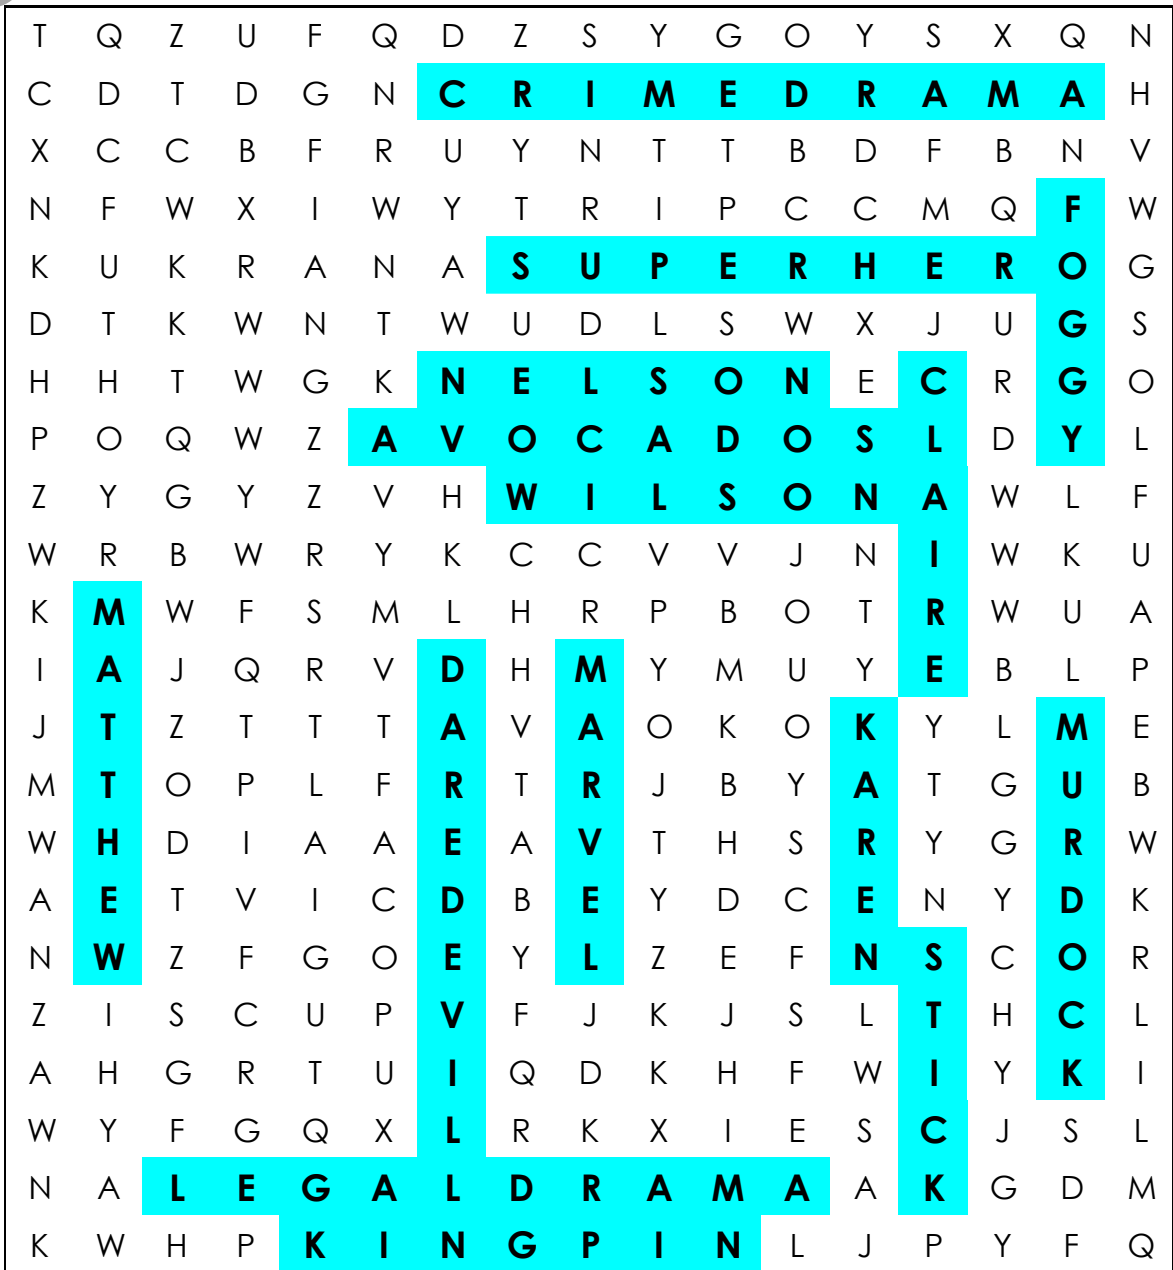 T Q Z U F Q D Z S Y G O Y S X Q N
C D T D G N C R I M E D R A M A H
X C C B F R U Y N T T B D F B N V
N F W X I W Y T R I P C C M Q F W
K U K R A N A S U P E R H E R O G
D T K W N T W U D L S W X J U G S
H H T W G K N E L S O N E C R G O
P O Q W Z A V O C A D O S L D Y L
Z Y G Y Z V H W I L S O N A W L F
W R B W R Y K C C V V J N I W K U
K M W F S M L H R P B O T R W U A
I A J Q R V D H M Y M U Y E B L P
J T Z T T T A V A O K O K Y L M E
M T O P L F R T R J B Y A T G U B
W H D I A A E A V T H S R Y G R W
A E T V I C D B E Y D C E N Y D K
N W Z F G O E Y L Z E F N S C O R
Z I S C U P V F J K J S L T H C L
A H G R T U I Q D K H F W I Y K I
W Y F G Q X L R K X I E S C J S L
N A L E G A L D R A M A A K G D M
K W H P K I N G P I N L J P Y F Q